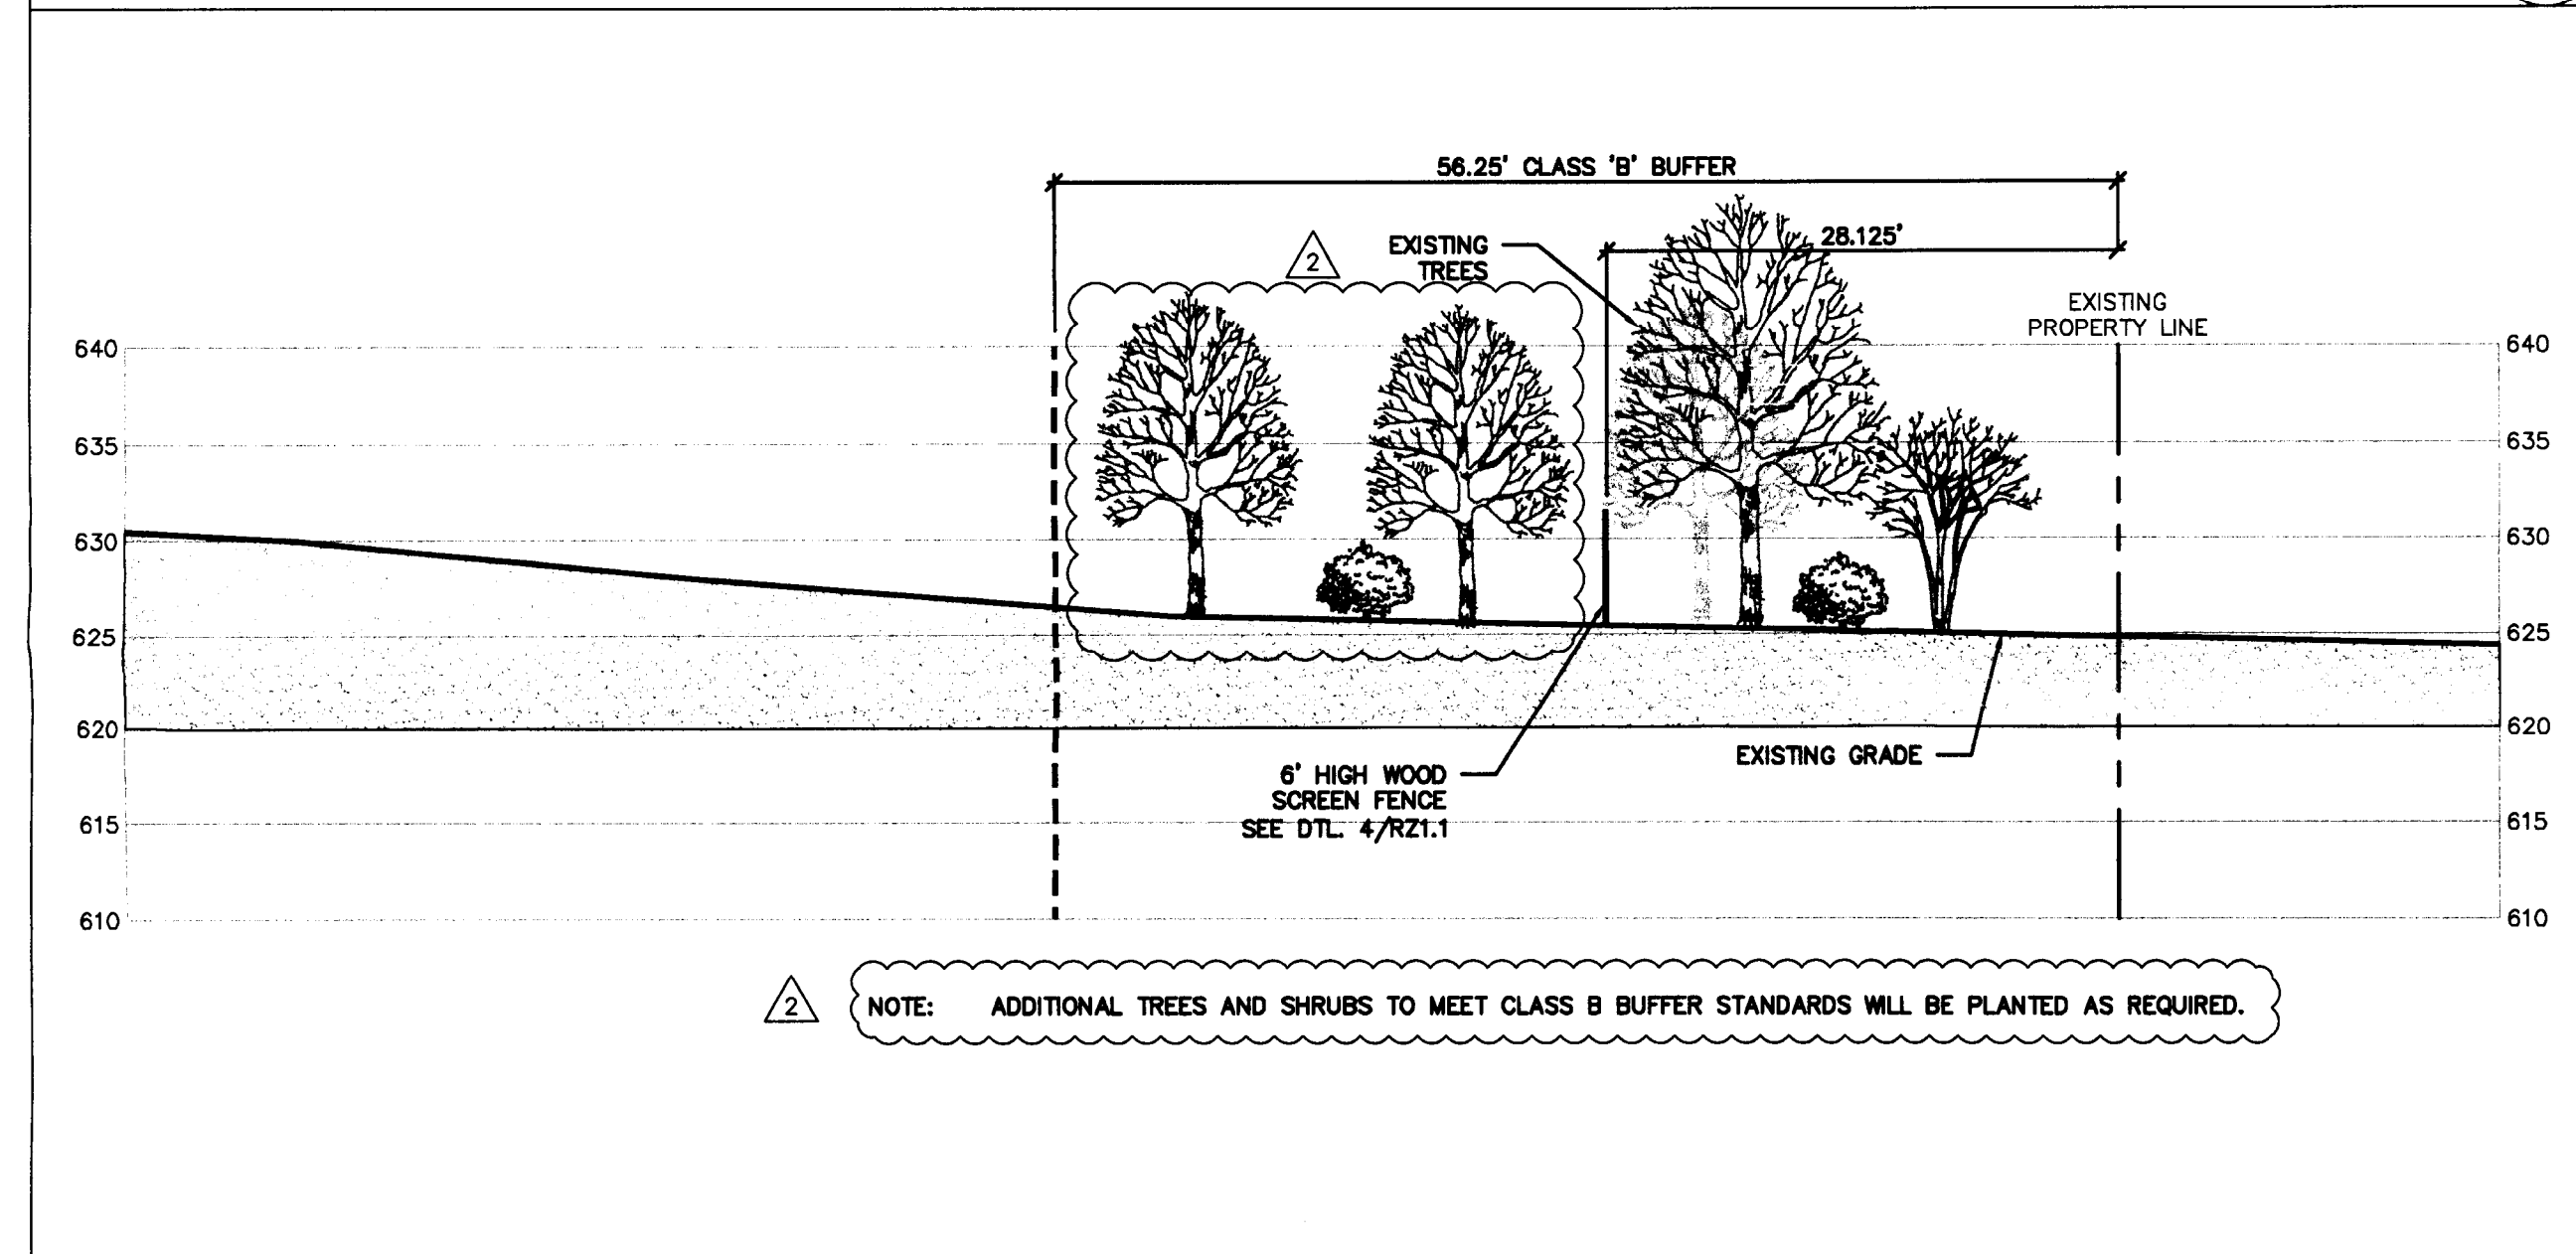 56.25' CLASS 'B' BUFFER
28.125'
2
EXISTING
TREES
EXISTING
PROPERTY LINE
640
640
635
635
630
630
625
625
620
620
EXISTING GRADE
6' HIGH WOOD
SCREEN FENCE
SEE DTL. 4/RZ1.1
615
615
610
610
2
NOTE: ADDITIONAL TREES AND SHRUBS TO MEET CLASS B BUFFER STANDARDS WILL BE PLANTED AS REQUIRED.